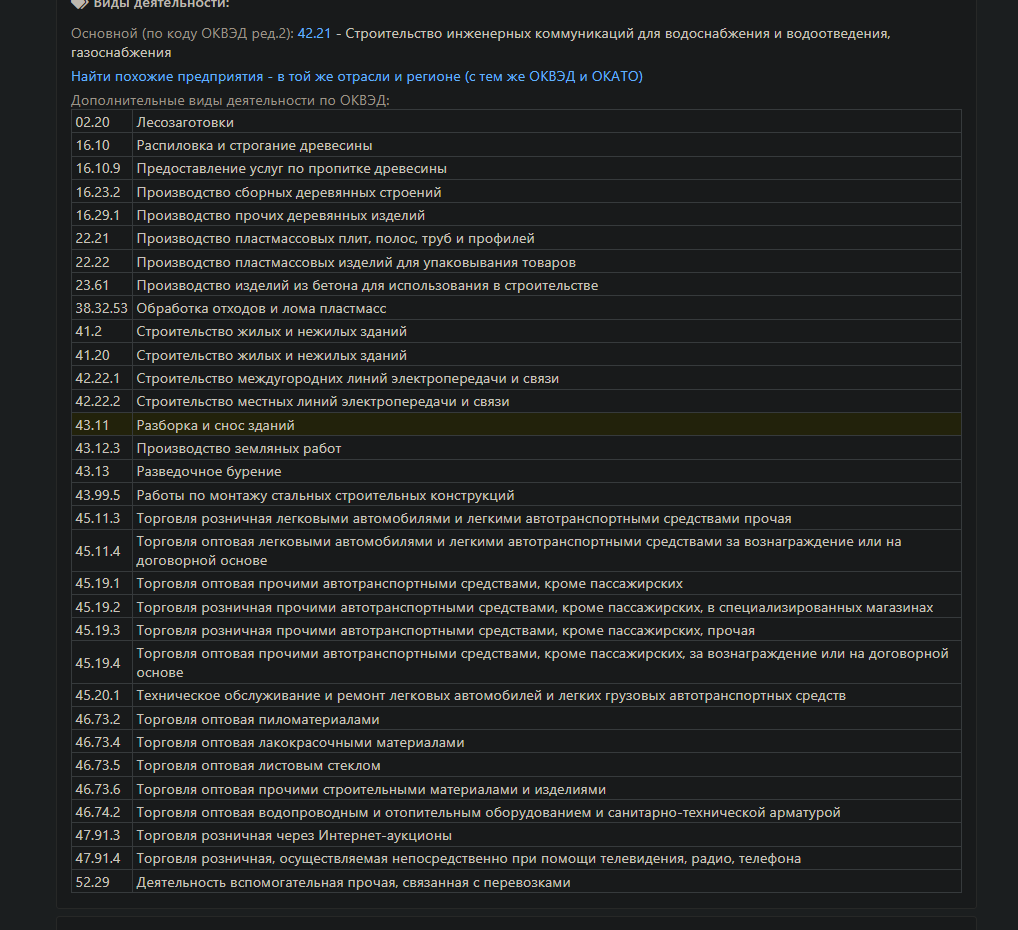 Виды деятельности:
Основной (по коду ОКВЭД ред.2): 42.21 - Строительство инженерных коммуникаций для водоснабжения и водоотведения,
газоснабжения
Найти похожие предприятия - в той же отрасли и регионе (с тем же ОКВЭД и ОКАТО)
Дополнительные виды деятельности по ОКВЭД:
02.20 Лесозаготовки
16.10 Распиловка и строгание древесины
16.10.9 Предоставление услуг по пропитке древесины
16.23.2 Производство сборных деревянных строений
16.29.1 Производство прочих деревянных изделий
22.21 Производство пластмассовых плит, полос, труб и профилей
22.22 Производство пластмассовых изделий для упаковывания товаров
23.61 Производство изделий из бетона для использования в строительстве
38.32.53 Обработка отходов и лома пластмасс
41.2 Строительство жилых и нежилых зданий
41.20 Строительство жилых и нежилых зданий
42.22.1 Строительство междугородних линий электропередачи и связи
42.22.2 Строительство местных линий электропередачи и связи
43.11 Разборка и снос зданий
43.12.3 Производство земляных работ
43.13 Разведочное бурение
43.99.5 Работы по монтажу стальных строительных конструкций
45.11.3 Торговля розничная легковыми автомобилями и легкими автотранспортными средствами прочая
45.11.4 Торговля оптовая легковыми автомобилями и легкими автотранспортными средствами за вознаграждение или на
договорной основе
45.19.1 Торговля оптовая прочими автотранспортными средствами, кроме пассажирских
45.19.2 Торговля розничная прочими автотранспортными средствами, кроме пассажирских, в специализированных магазинах
45.19.3 Торговля розничная прочими автотранспортными средствами, кроме пассажирских, прочая
45.19.4 Торговля оптовая прочими автотранспортными средствами, кроме пассажирских, за вознаграждение или на договорной
основе
45.20.1 Техническое обслуживание и ремонт легковых автомобилей и легких грузовых автотранспортных средств
46.73.2 Торговля оптовая пиломатериалами
46.73.4 Торговля оптовая лакокрасочными материалами
46.73.5 Торговля оптовая листовым стеклом
46.73.6 Торговля оптовая прочими строительными материалами и изделиями
46.74.2 Торговля оптовая водопроводным и отопительным оборудованием и санитарно-технической арматурой
47.91.3 Торговля розничная через Интернет-аукционы
47.91.4 Торговля розничная, осуществляемая непосредственно при помощи телевидения, радио, телефона
52.29 Деятельность вспомогательная прочая, связанная с перевозками